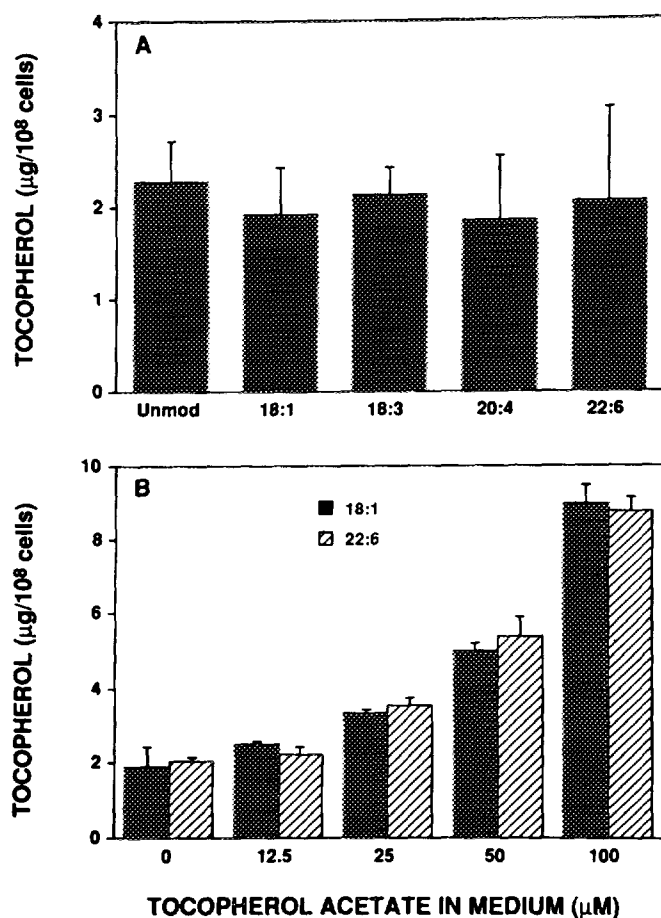 4
A
3
2
1
0
TOCOPHEROL (µg/10⁸ cells)
Unmod 18:1 18:3 20:4 22:6
10
B
18:1
22:6
8
6
4
2
0
TOCOPHEROL (µg/10⁸ cells)
0 12.5 25 50 100
TOCOPHEROL ACETATE IN MEDIUM (µM)